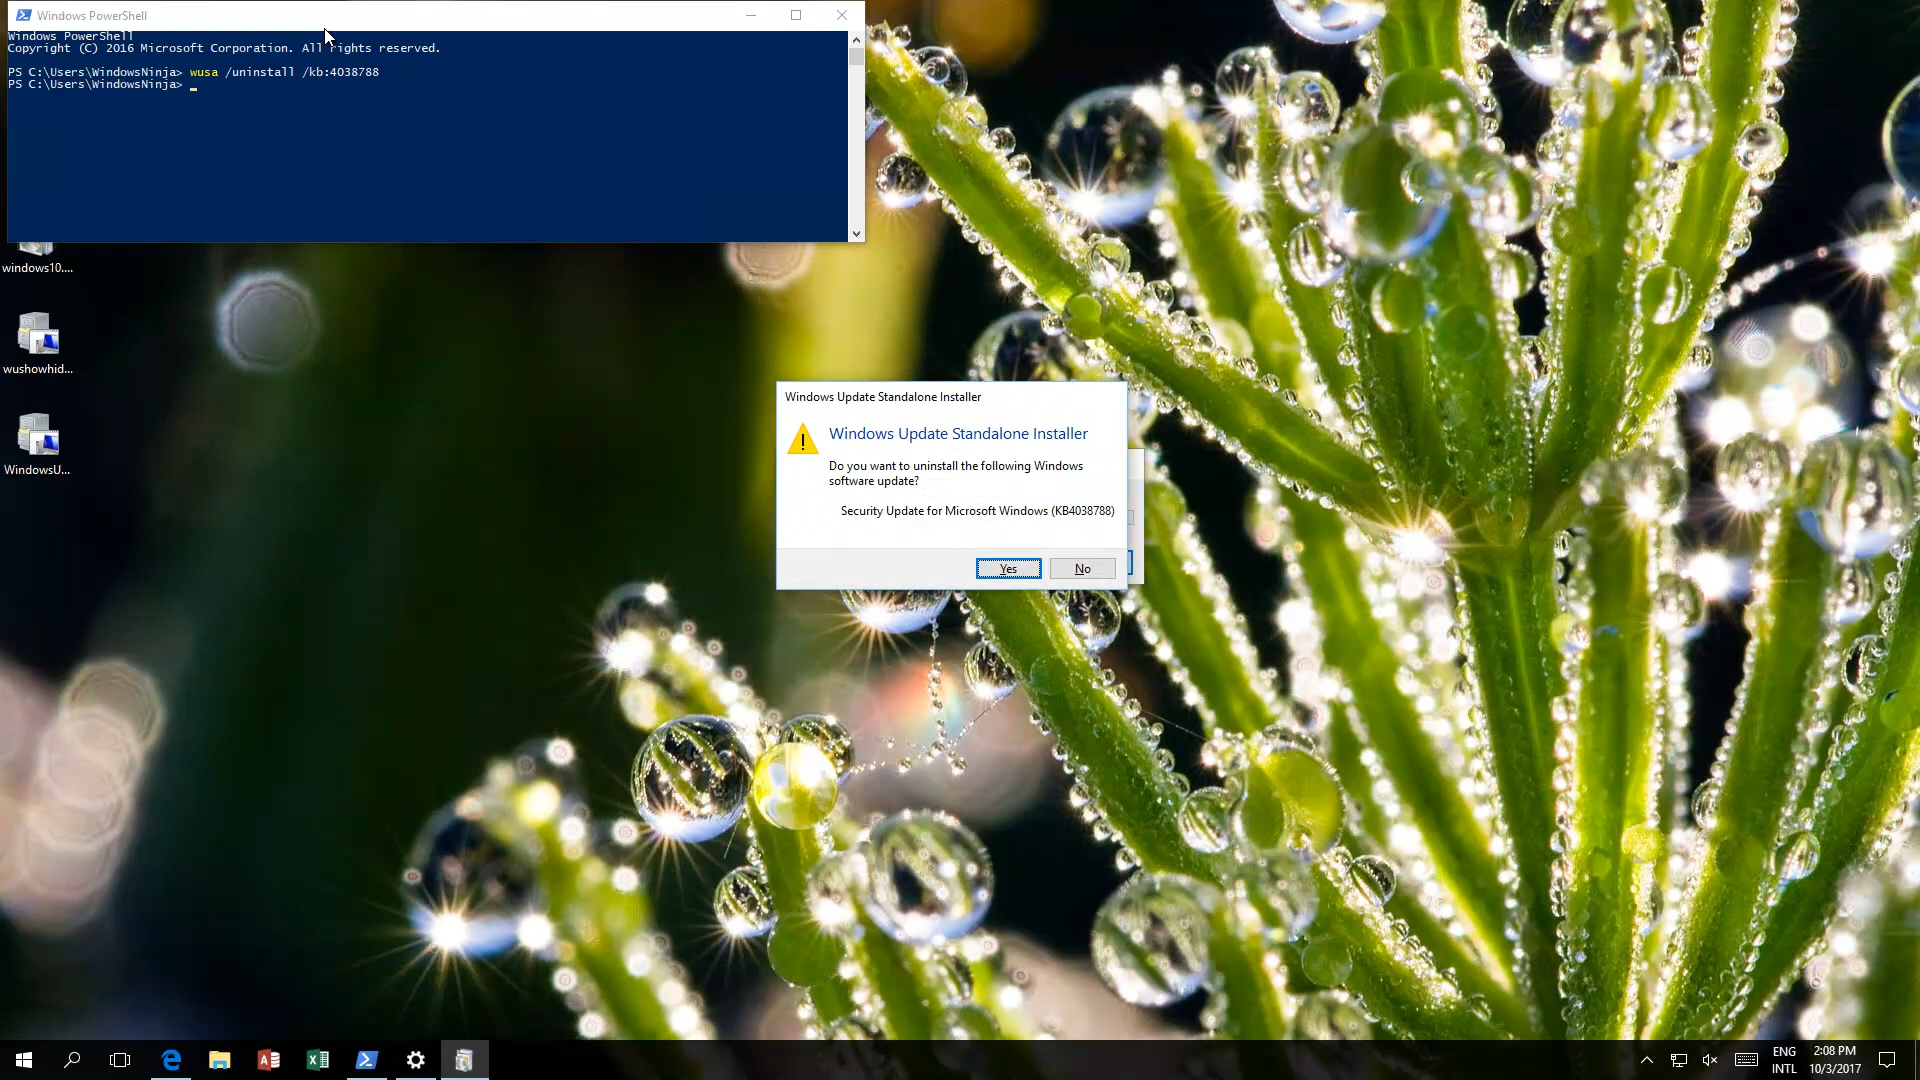 Windows PowerShell
Windows PowerShell
Copyright (C) 2016 Microsoft Corporation. All rights reserved.
PS C:\Users\WindowsNinja> wusa /uninstall /kb:4038788
PS C:\Users\WindowsNinja>
windows10....
wushowhid...
WindowsU...
Windows Update Standalone Installer
Windows Update Standalone Installer
Do you want to uninstall the following Windows
software update?
Security Update for Microsoft Windows (KB4038788)
Yes
No
ENG
INTL
2:08 PM
10/3/2017